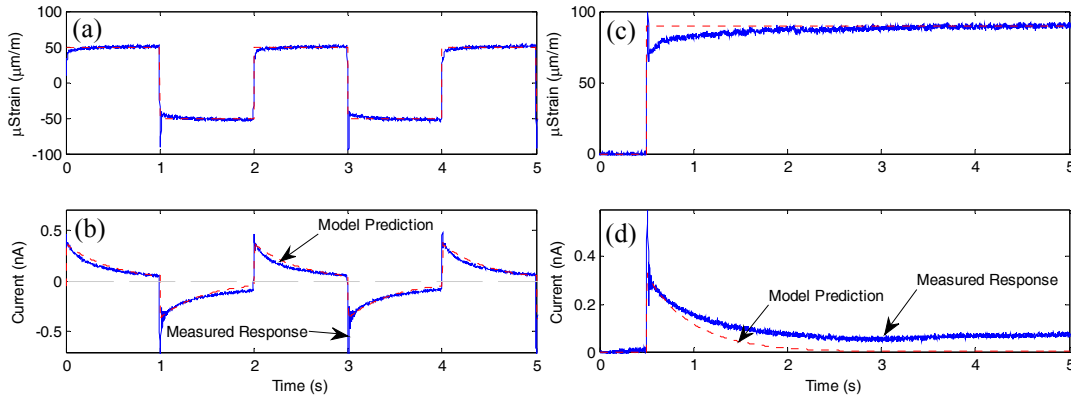 (a)
µStrain (µm/m)
100
50
0
-50
-100
0 1 2 3 4 5
(b)
Current (nA)
0.5
0
-0.5
Model Prediction
Measured Response
0 1 2 3 4 5
Time (s)
(c)
µStrain (µm/m)
100
50
0
0 1 2 3 4 5
(d)
Current (nA)
0.4
0.2
0
Measured Response
Model Prediction
0 1 2 3 4 5
Time (s)